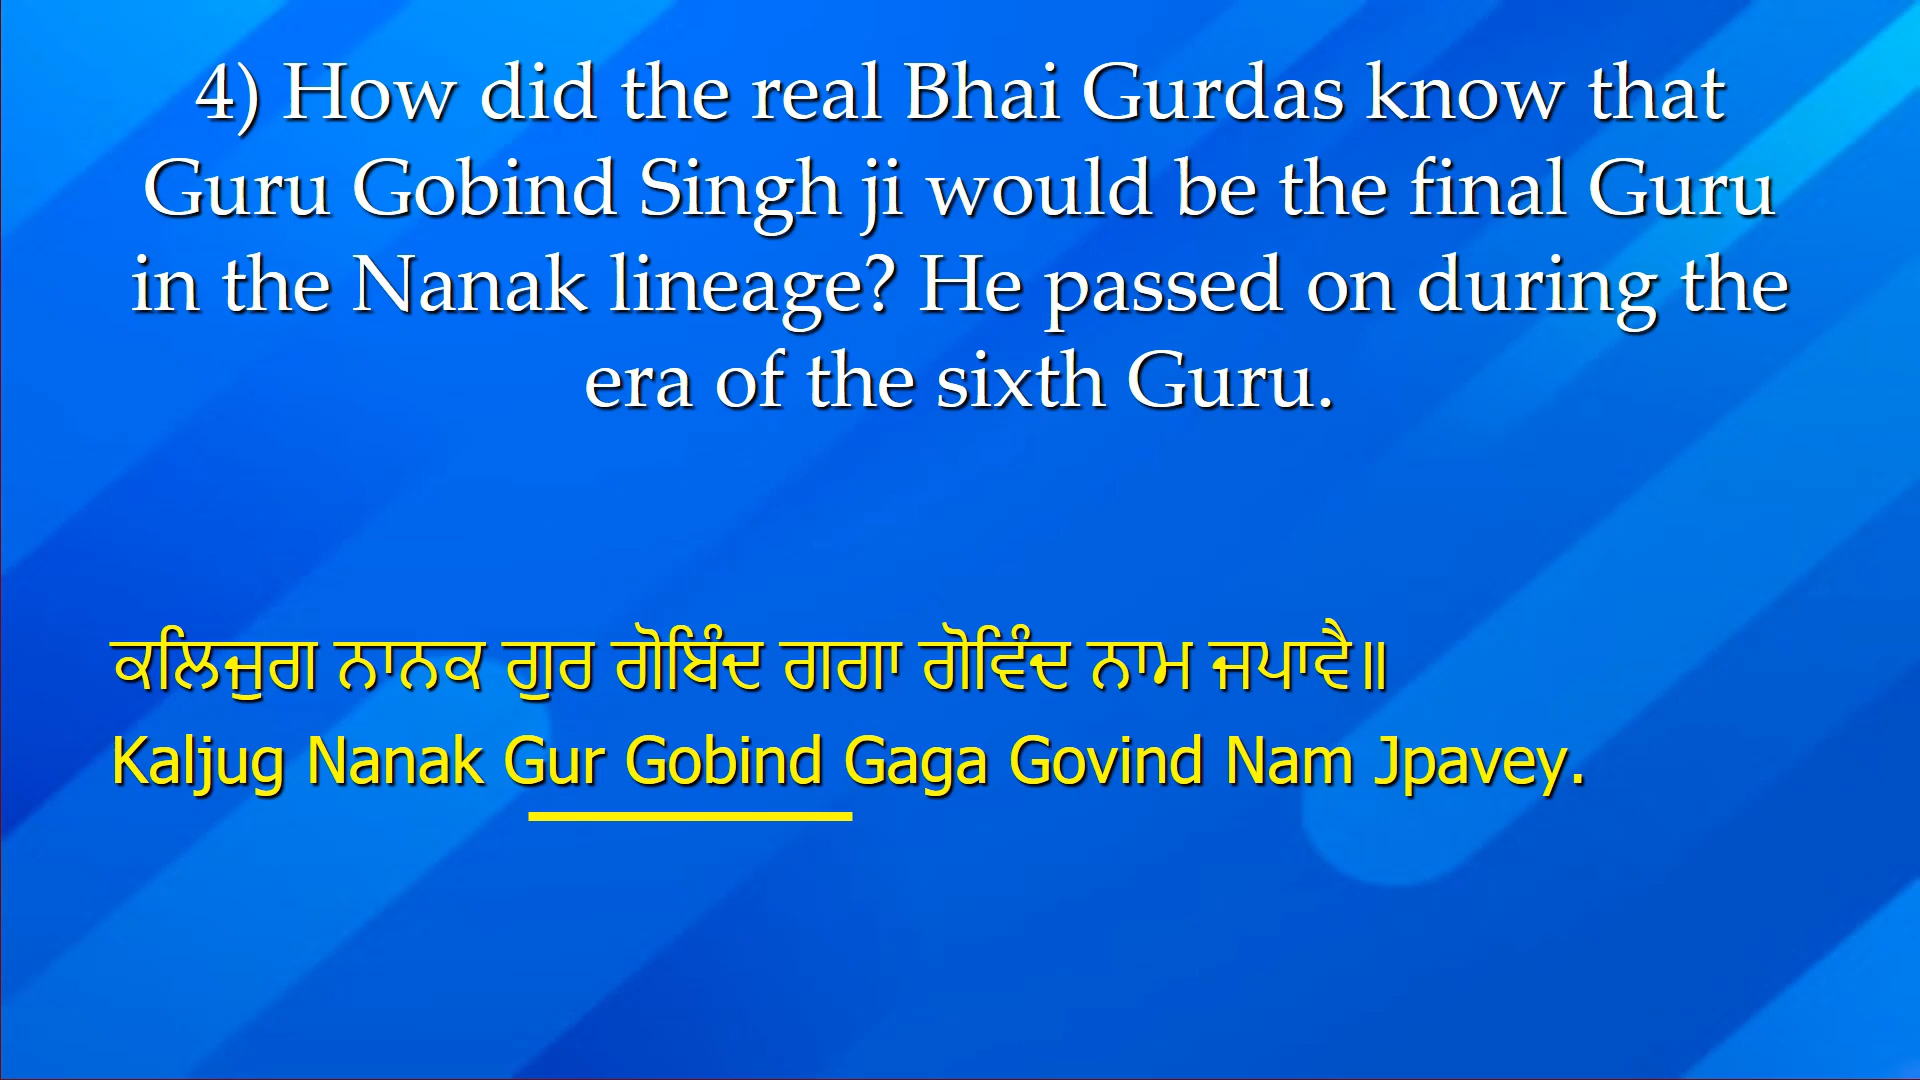 4) How did the real Bhai Gurdas know that
Guru Gobind Singh ji would be the final Guru
in the Nanak lineage? He passed on during the
era of the sixth Guru.
ਕਲਿਜੁਗ ਨਾਨਕ ਗੁਰ ਗੋਬਿੰਦ ਗਗਾ ਗੋਵਿੰਦ ਨਾਮ ਜਪਾਵੈ॥
Kaljug Nanak Gur Gobind Gaga Govind Nam Jpavey.